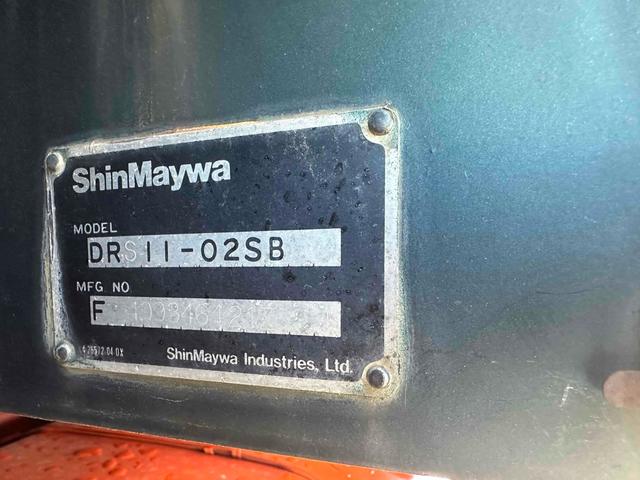 ShinMaywa
MODEL
DRS11-02SB
MFG NO
F
ShinMaywa Industries, Ltd.